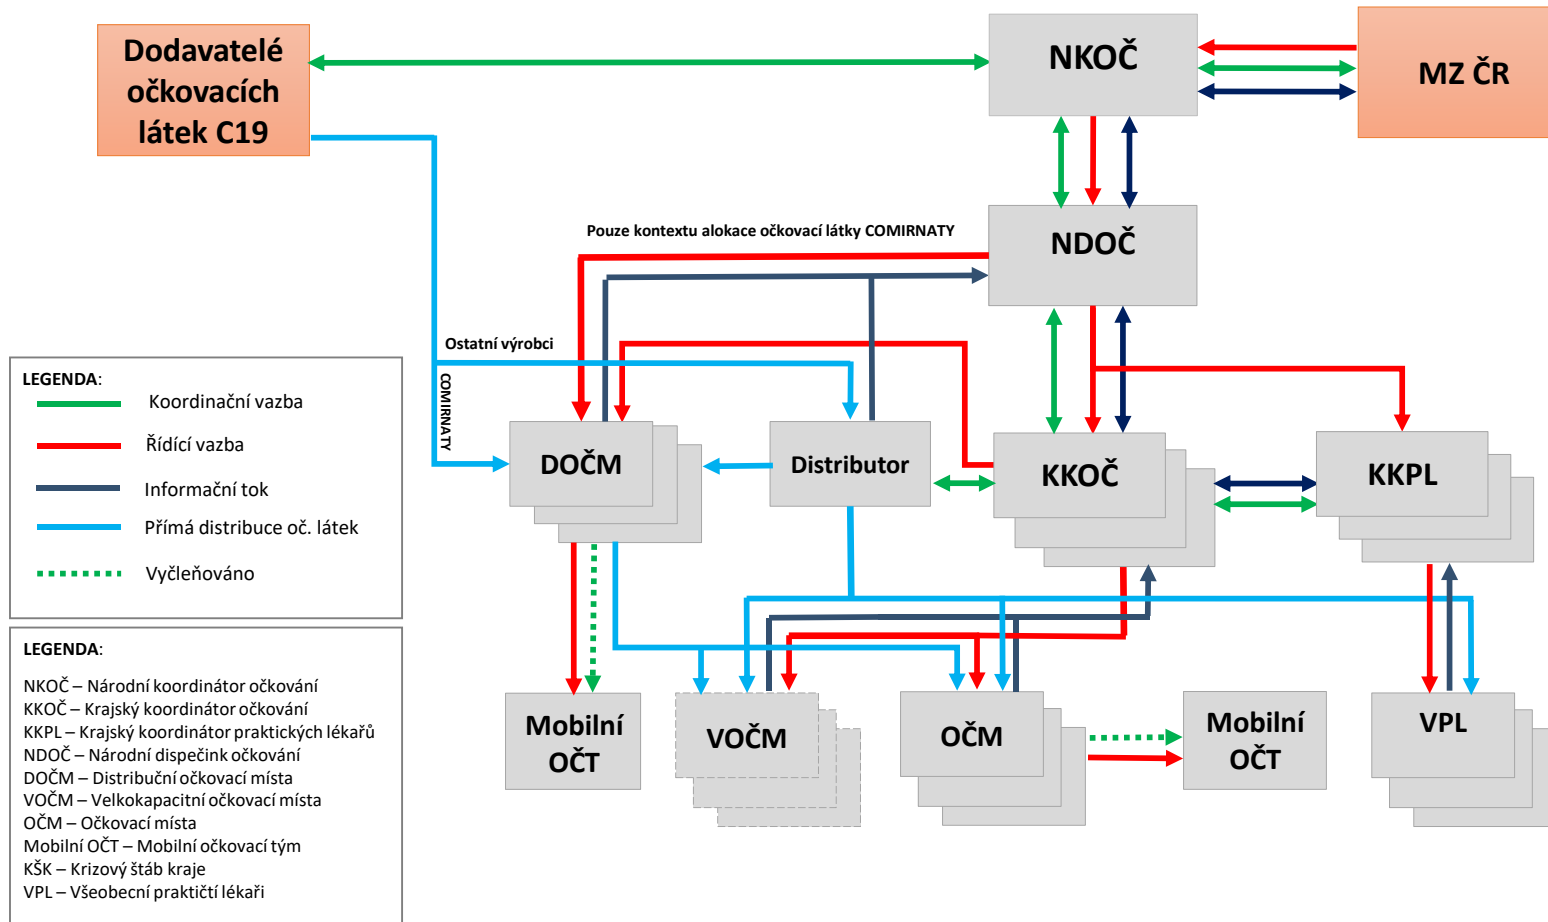 Dodavatelé
očkovacích
látek C19
NKOČ
MZ ČR
Pouze kontextu alokace očkovací látky COMIRNATY
NDOČ
Ostatní výrobci
COMIRNATY
LEGENDA:
Koordinační vazba
Řídící vazba
Informační tok
Přímá distribuce oč. látek
Vyčleňováno
DOČM
Distributor
KKOČ
KKPL
LEGENDA:
NKOČ – Národní koordinátor očkování
KKOČ – Krajský koordinátor očkování
KKPL – Krajský koordinátor praktických lékařů
NDOČ – Národní dispečink očkování
DOČM – Distribuční očkovací místa
VOČM – Velkokapacitní očkovací místa
OČM – Očkovací místa
Mobilní OČT – Mobilní očkovací tým
KŠK – Krizový štáb kraje
VPL – Všeobecní praktičtí lékaři
Mobilní
OČT
VOČM
OČM
Mobilní
OČT
VPL